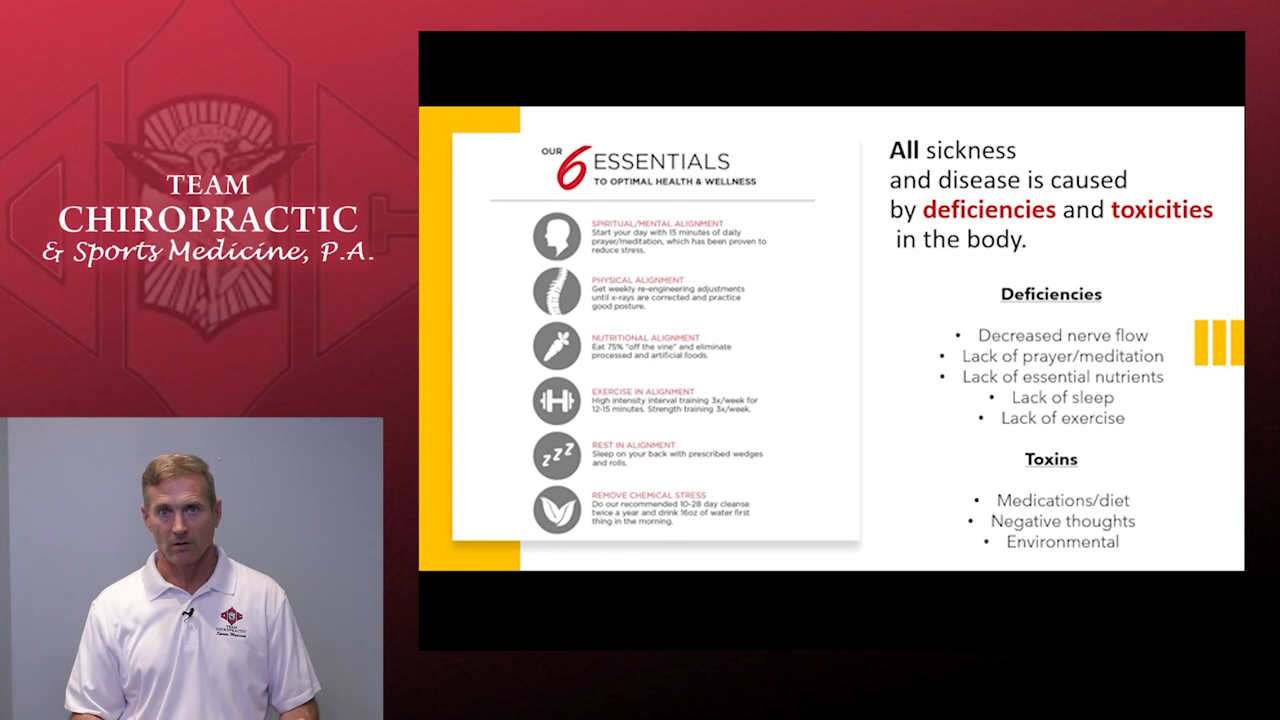 TEAM
CHIROPRACTIC
& Sports Medicine, P.A.
OUR 6 ESSENTIALS
TO OPTIMAL HEALTH & WELLNESS
SPIRITUAL/MENTAL ALIGNMENT
Start your day with 15 minutes of daily
prayer/meditation, which has been proven to
reduce stress.
PHYSICAL ALIGNMENT
Get weekly re-engineering adjustments
until x-rays are corrected and practice
good posture.
NUTRITIONAL ALIGNMENT
Eat 75% "off the vine" and eliminate
processed and artificial foods.
EXERCISE IN ALIGNMENT
High intensity interval training 3x/week for
12-15 minutes. Strength training 3x/week.
REST IN ALIGNMENT
Sleep on your back with prescribed wedges
and rolls.
REMOVE CHEMICAL STRESS
Do our recommended 10-28 day cleanse
twice a year and drink 16oz of water first
thing in the morning.
All sickness
and disease is caused
by deficiencies and toxicities
in the body.
Deficiencies
• Decreased nerve flow
• Lack of prayer/meditation
• Lack of essential nutrients
• Lack of sleep
• Lack of exercise
Toxins
• Medications/diet
• Negative thoughts
• Environmental
TEAM
CHIROPRACTIC
Sports Medicine